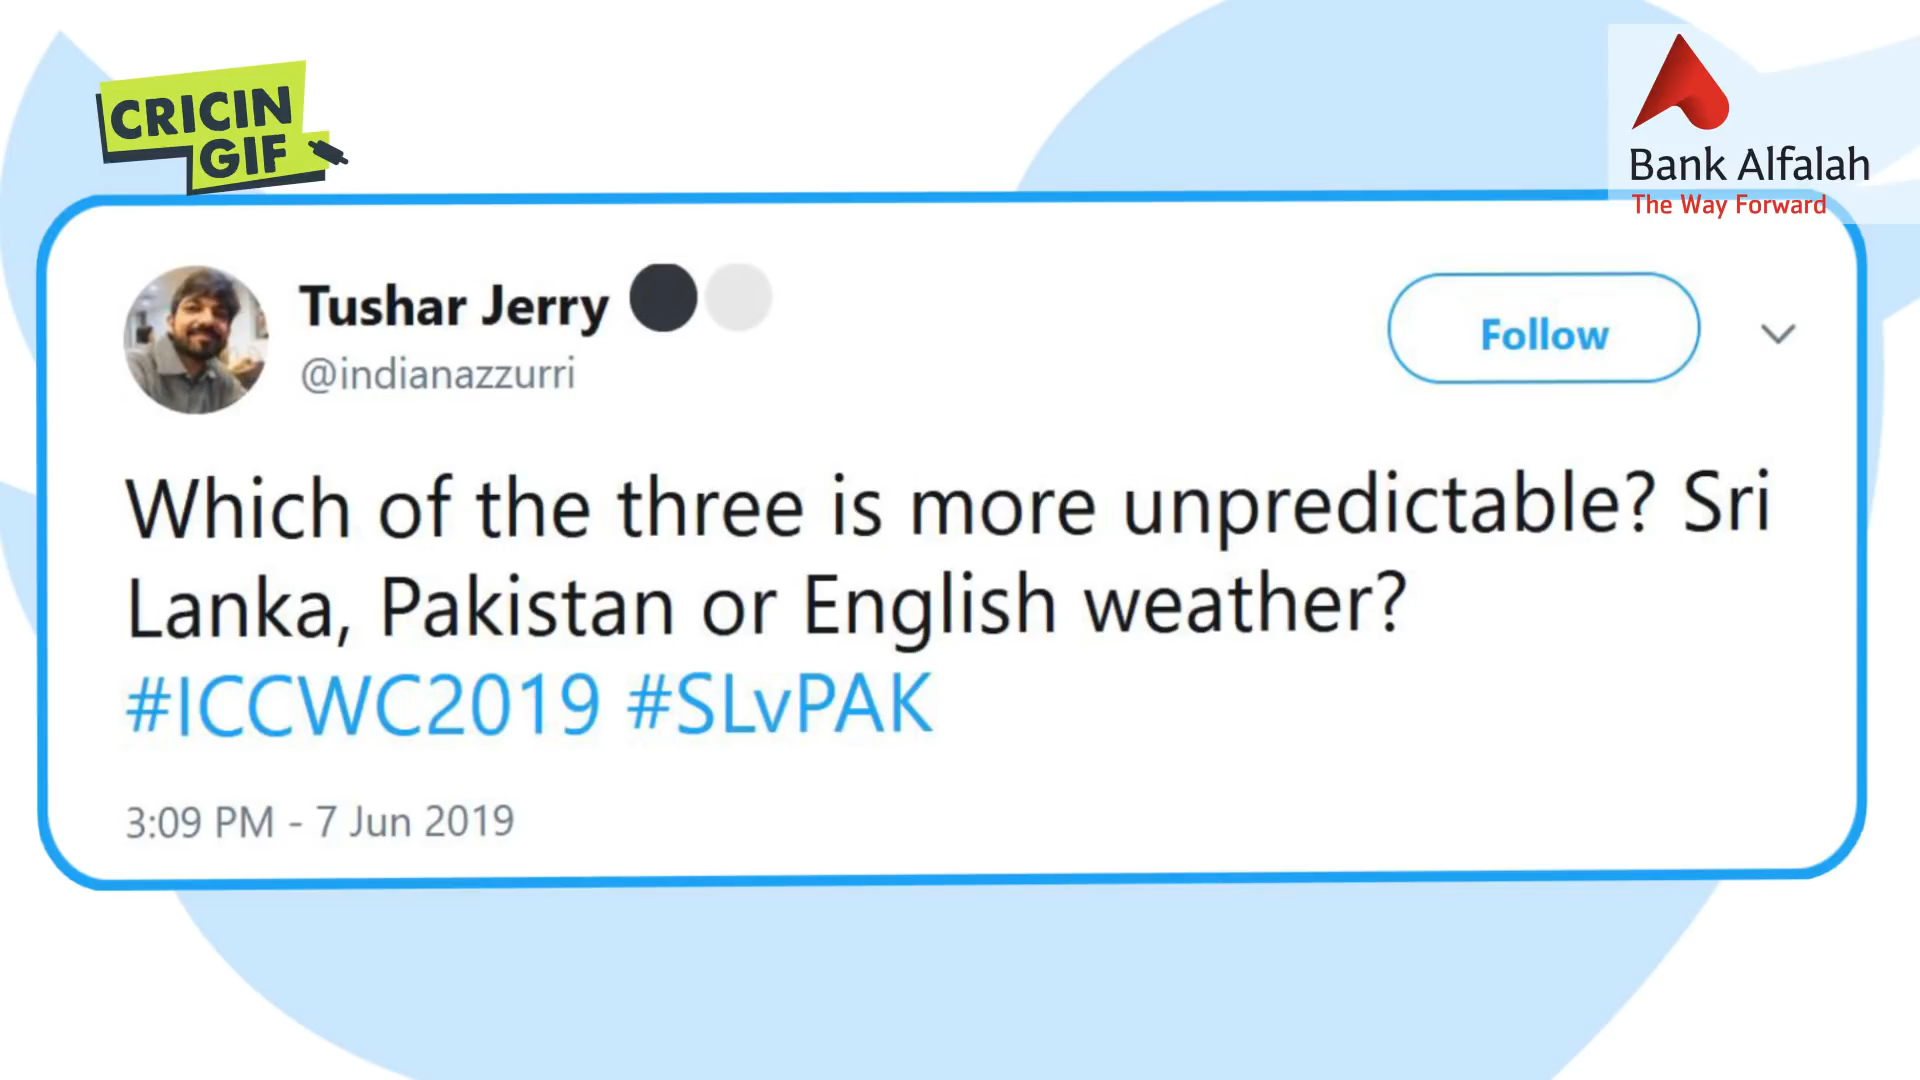 CRICIN
GIF
Bank Alfalah
The Way Forward
Tushar Jerry
@indianazzurri
Follow
Which of the three is more unpredictable? Sri
Lanka, Pakistan or English weather?
#ICCWC2019 #SLvPAK
3:09 PM - 7 Jun 2019